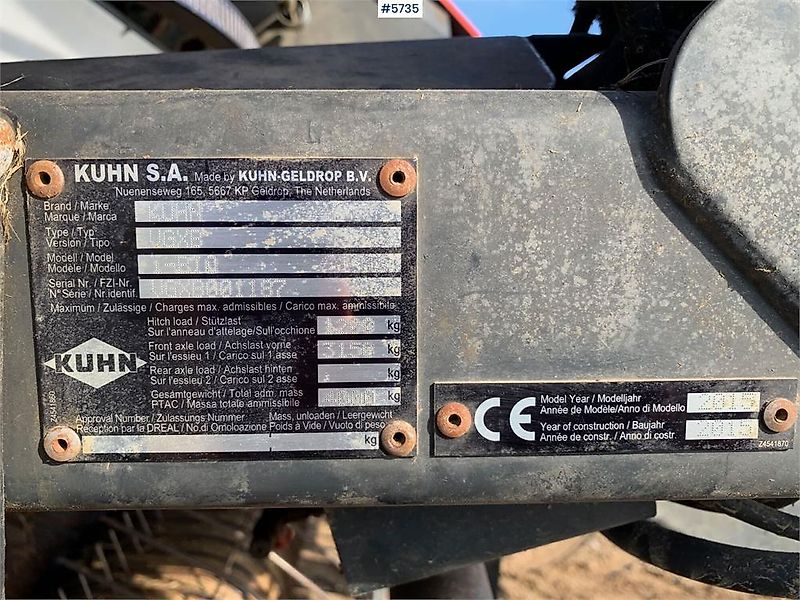 #5735
KUHN S.A. Made by KUHN-GELDROP B.V.
Nuenenseweg 165, 5667 KP Geldrop, The Netherlands
Brand / Marke
Marque / Marca
KUHN
Type / Typ
Version / Tipo
Modell / Model
Modèle / Modello
Serial Nr. / FZI-Nr.
N° Série / Nr. identif.
Maximum / Zulässige / Charges max. admissibles / Carico max. ammissibile
Hitch load / Stützlast
Sur l'anneau d'attelage/Sull'occhione
kg
Front axle load / Achslast vorne
Sur l'essieu 1 / Carico sul 1.asse
kg
Rear axle load / Achslast hinten
Sur l'essieu 2 / Carico sul 2.asse
kg
Gesamtgewicht / Total adm. mass
PTAC / Massa totale ammissibile
kg
KUHN
Approval Number / Zulassungs Nummer Mass, unloaden / Leergewicht
Reception par la DREAL / No.di Omoloazione Poids à Vide / Vuoto di peso
kg
Z4541860
CE
Model Year / Modelljahr
Année de Modèle/Anno di Modello
Year of construction / Baujahr
Année de constr. / Anno di costr.
Z4541870